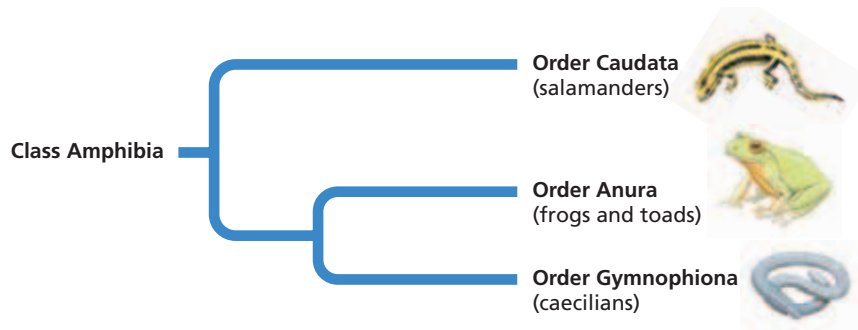 Order Caudata
(salamanders)
Class Amphibia
Order Anura
(frogs and toads)
Order Gymnophiona
(caecilians)